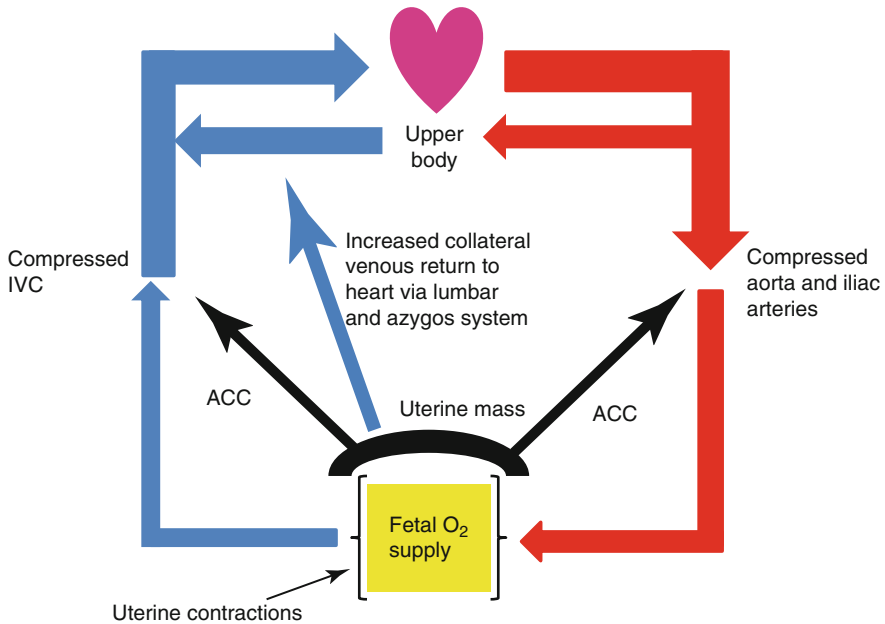 Upper
body
Compressed
IVC
Increased collateral
venous return to
heart via lumbar
and azygos system
Compressed
aorta and iliac
arteries
ACC
Uterine mass
ACC
Fetal O₂
supply
Uterine contractions